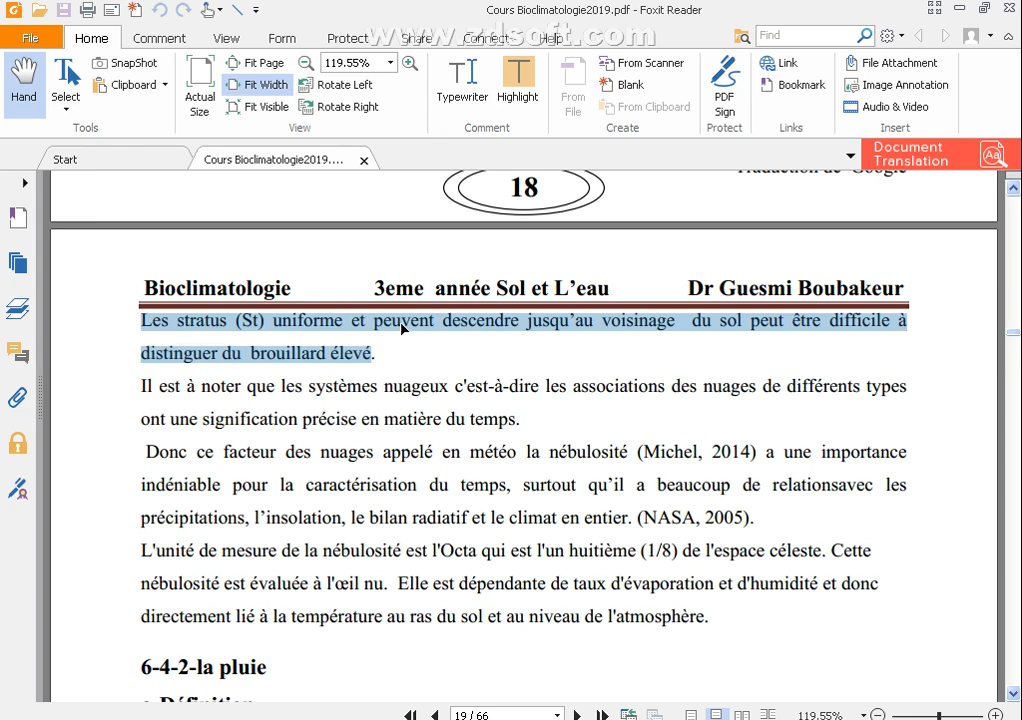 Cours Bioclimatologie2019.pdf - Foxit Reader
File Home Comment View Form Protect Share Connect Help Find
www.zdsoft.com
Hand
Select
SnapShot
Clipboard
Actual
Size
Fit Page
Fit Width
Fit Visible
119.55%
Rotate Left
Rotate Right
Typewriter
Highlight
From
File
From Scanner
Blank
From Clipboard
PDF
Sign
Link
Bookmark
File Attachment
Image Annotation
Audio & Video
Tools View Comment Create Protect Links Insert
Start
Cours Bioclimatologie2019....
Document
Translation
18
Traduction de Google
Bioclimatologie 3eme année Sol et L’eau Dr Guesmi Boubakeur
Les stratus (St) uniforme et peuvent descendre jusqu’au voisinage du sol peut être difficile à
distinguer du brouillard élevé.
Il est à noter que les systèmes nuageux c'est-à-dire les associations des nuages de différents types
ont une signification précise en matière du temps.
Donc ce facteur des nuages appelé en météo la nébulosité (Michel, 2014) a une importance
indéniable pour la caractérisation du temps, surtout qu’il a beaucoup de relationsavec les
précipitations, l’insolation, le bilan radiatif et le climat en entier. (NASA, 2005).
L'unité de mesure de la nébulosité est l'Octa qui est l'un huitième (1/8) de l'espace céleste. Cette
nébulosité est évaluée à l'œil nu. Elle est dépendante de taux d'évaporation et d'humidité et donc
directement lié à la température au ras du sol et au niveau de l'atmosphère.
6-4-2-la pluie
a-Définition
19 / 66
119.55%